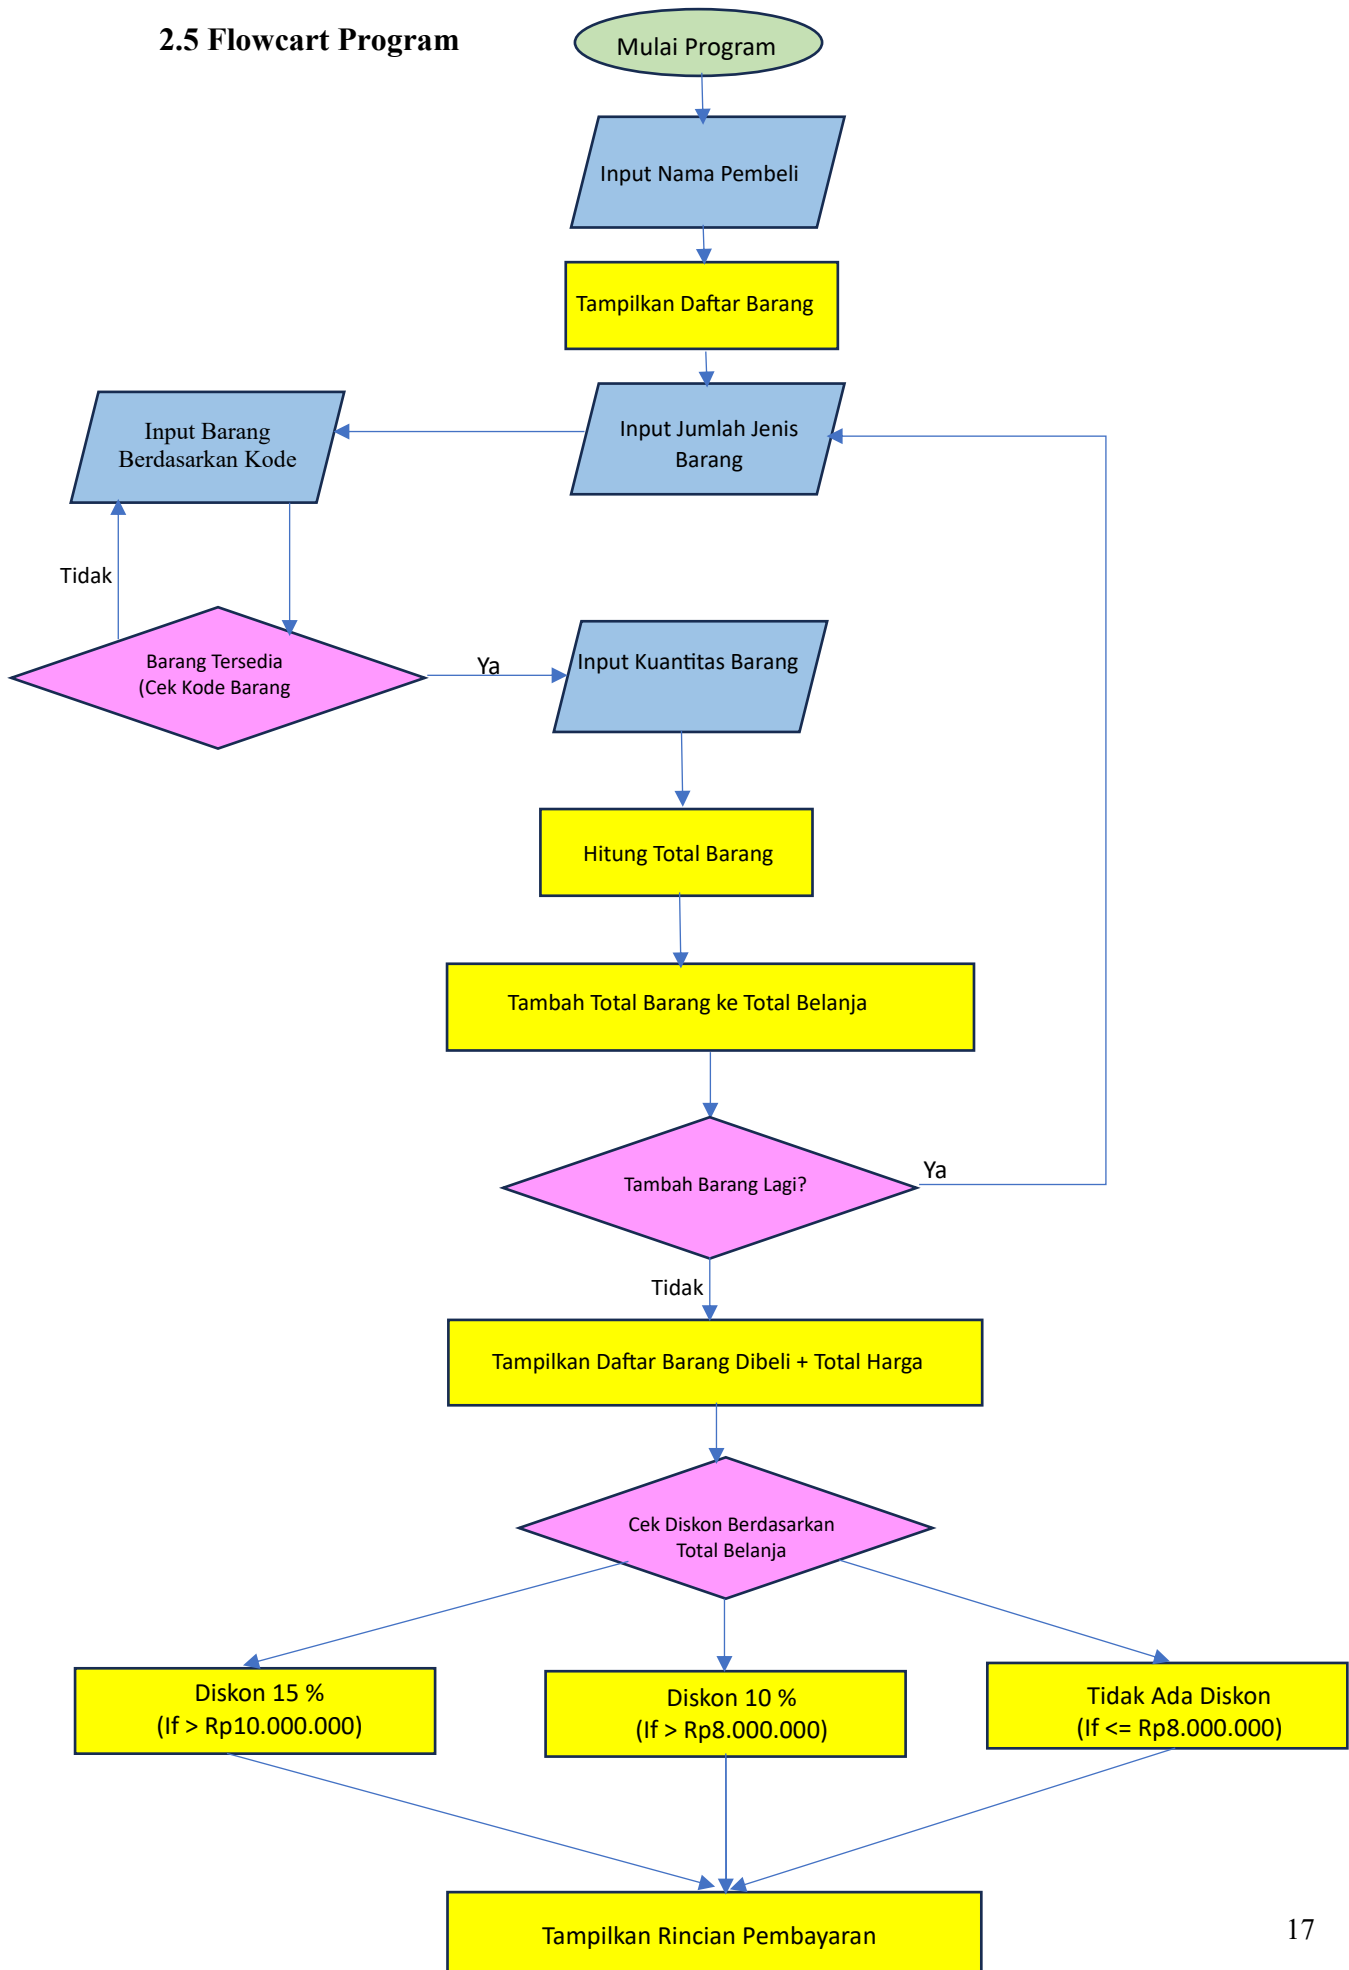 2.5 Flowcart Program
Mulai Program
Input Nama Pembeli
Tampilkan Daftar Barang
Input Jumlah Jenis
Barang
Input Barang
Berdasarkan Kode
Tidak
Barang Tersedia
(Cek Kode Barang
Ya
Input Kuantitas Barang
Hitung Total Barang
Tambah Total Barang ke Total Belanja
Tambah Barang Lagi?
Ya
Tidak
Tampilkan Daftar Barang Dibeli + Total Harga
Cek Diskon Berdasarkan
Total Belanja
Diskon 15 %
(If > Rp10.000.000)
Diskon 10 %
(If > Rp8.000.000)
Tidak Ada Diskon
(If <= Rp8.000.000)
Tampilkan Rincian Pembayaran
17